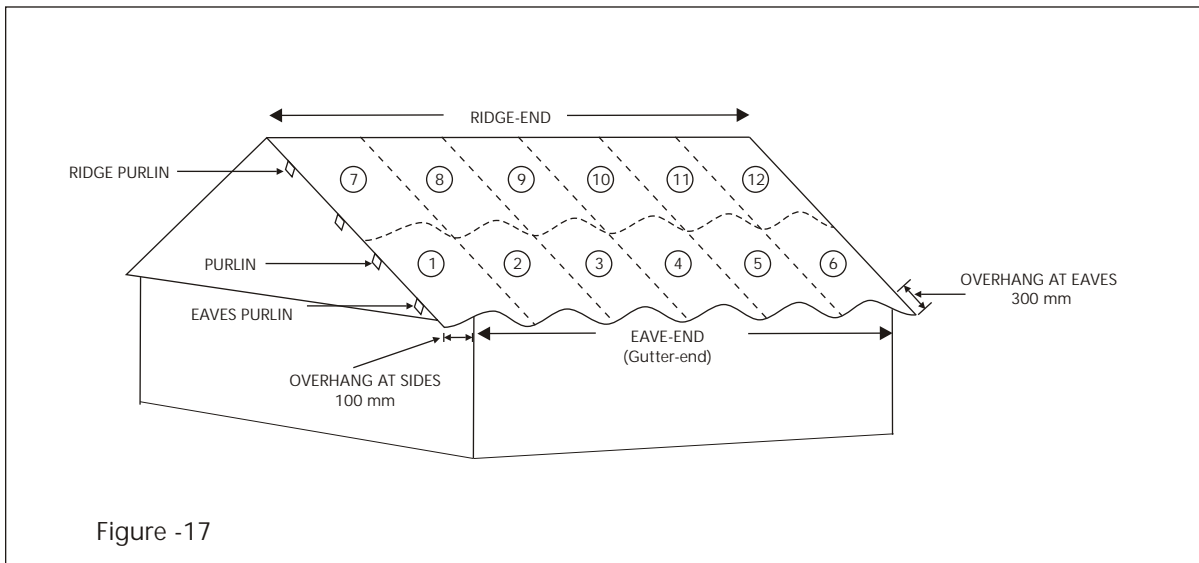 RIDGE-END
RIDGE PURLIN
7
8
9
10
11
12
PURLIN
1
2
3
4
5
6
OVERHANG AT EAVES
300 mm
EAVES PURLIN
EAVE-END
(Gutter-end)
OVERHANG AT SIDES
100 mm
Figure -17